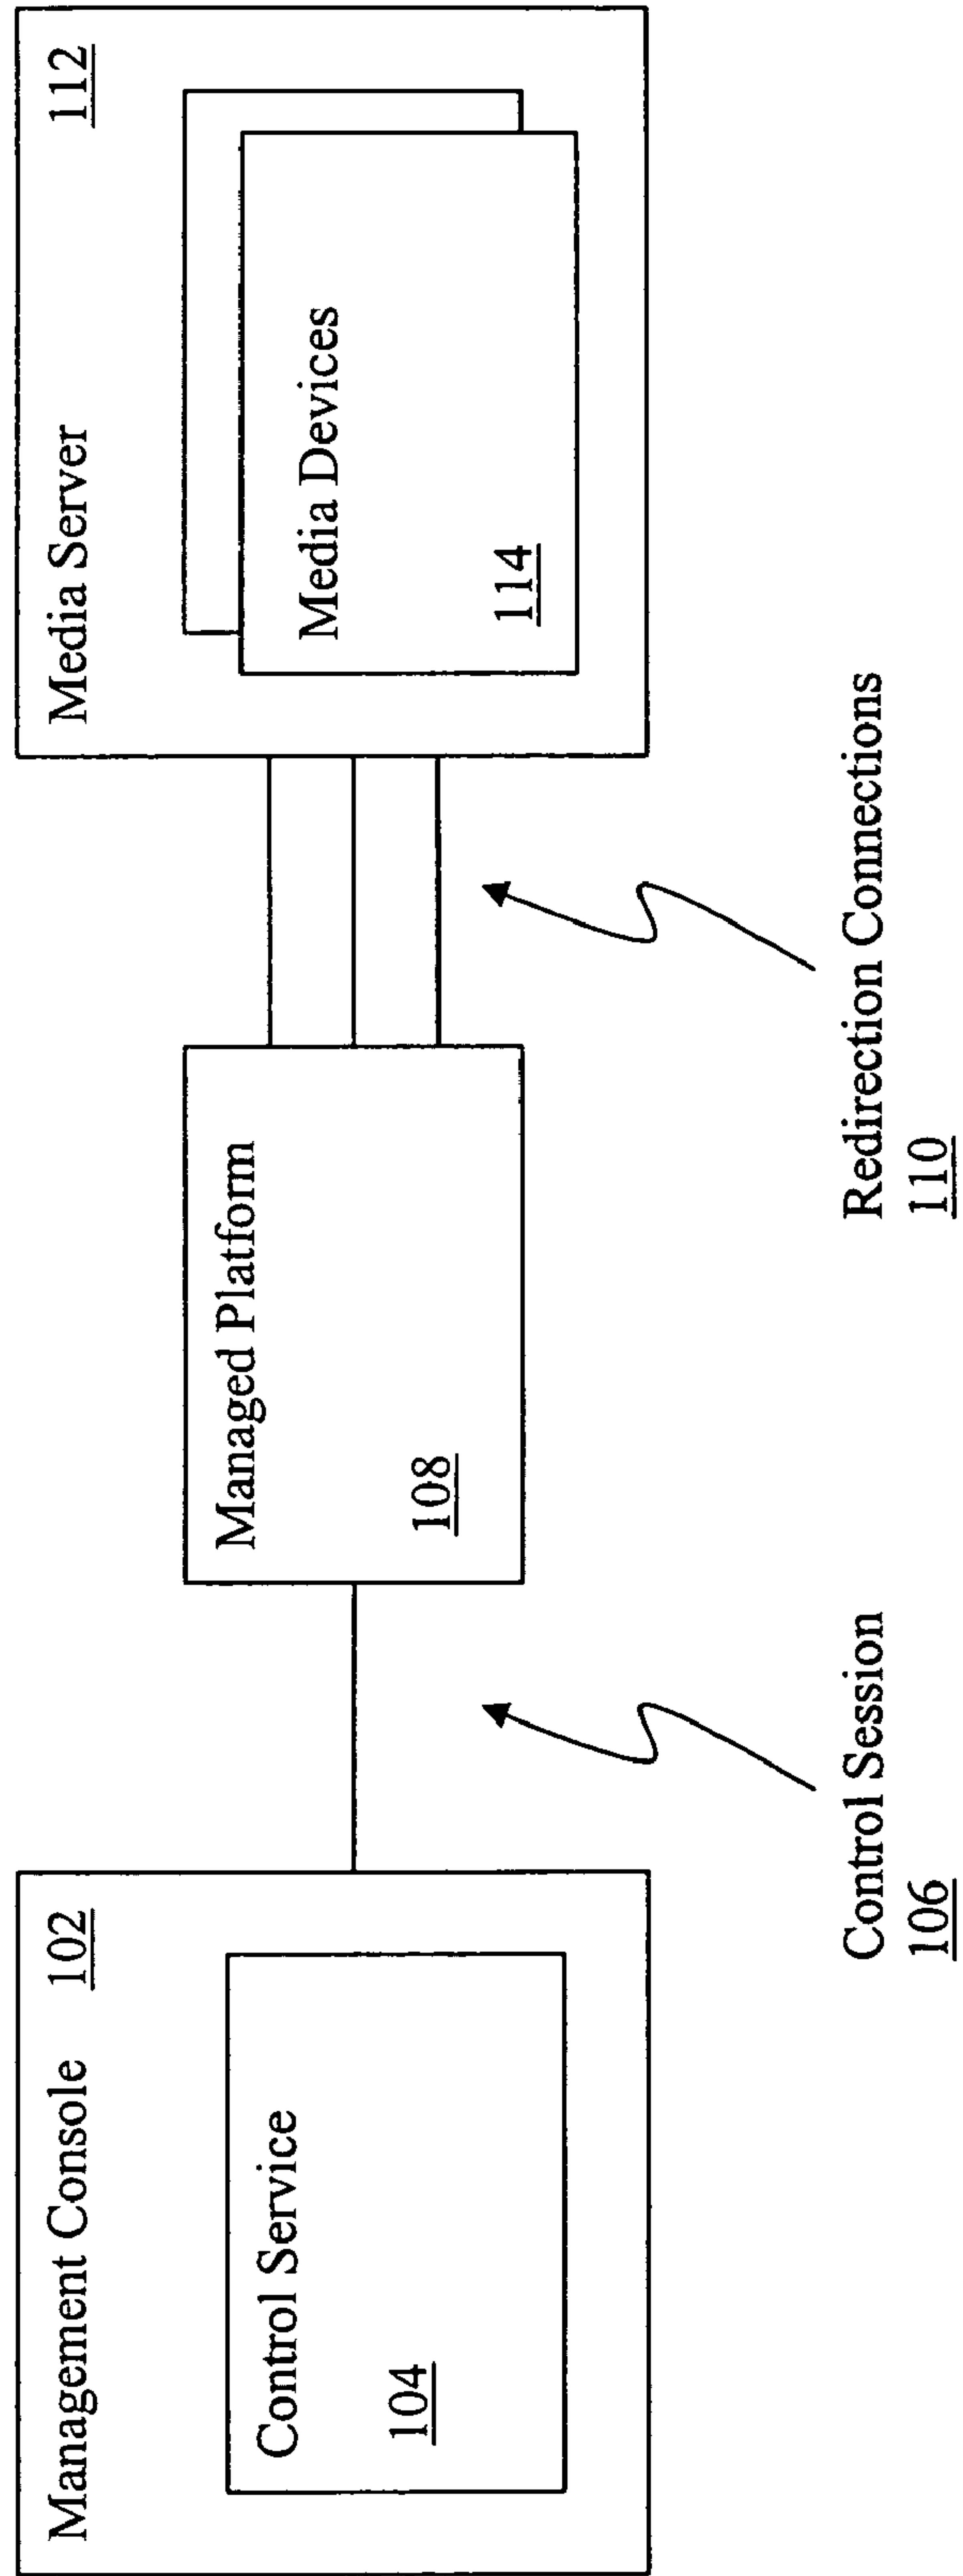 Management Console 102
Control Service
104
Control Session
106
Managed Platform
108
Redirection Connections
110
Media Server 112
Media Devices
114